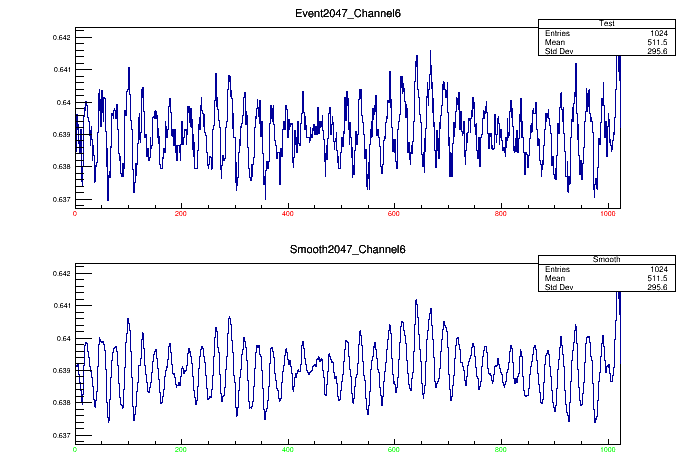 Event2047_Channel6
Test
Entries 1024
Mean 511.5
Std Dev 295.6
0.642
0.641
0.64
0.639
0.638
0.637
0 200 400 600 800 1000
Smooth2047_Channel6
Smooth
Entries 1024
Mean 511.5
Std Dev 295.6
0.642
0.641
0.64
0.639
0.638
0.637
0 200 400 600 800 1000